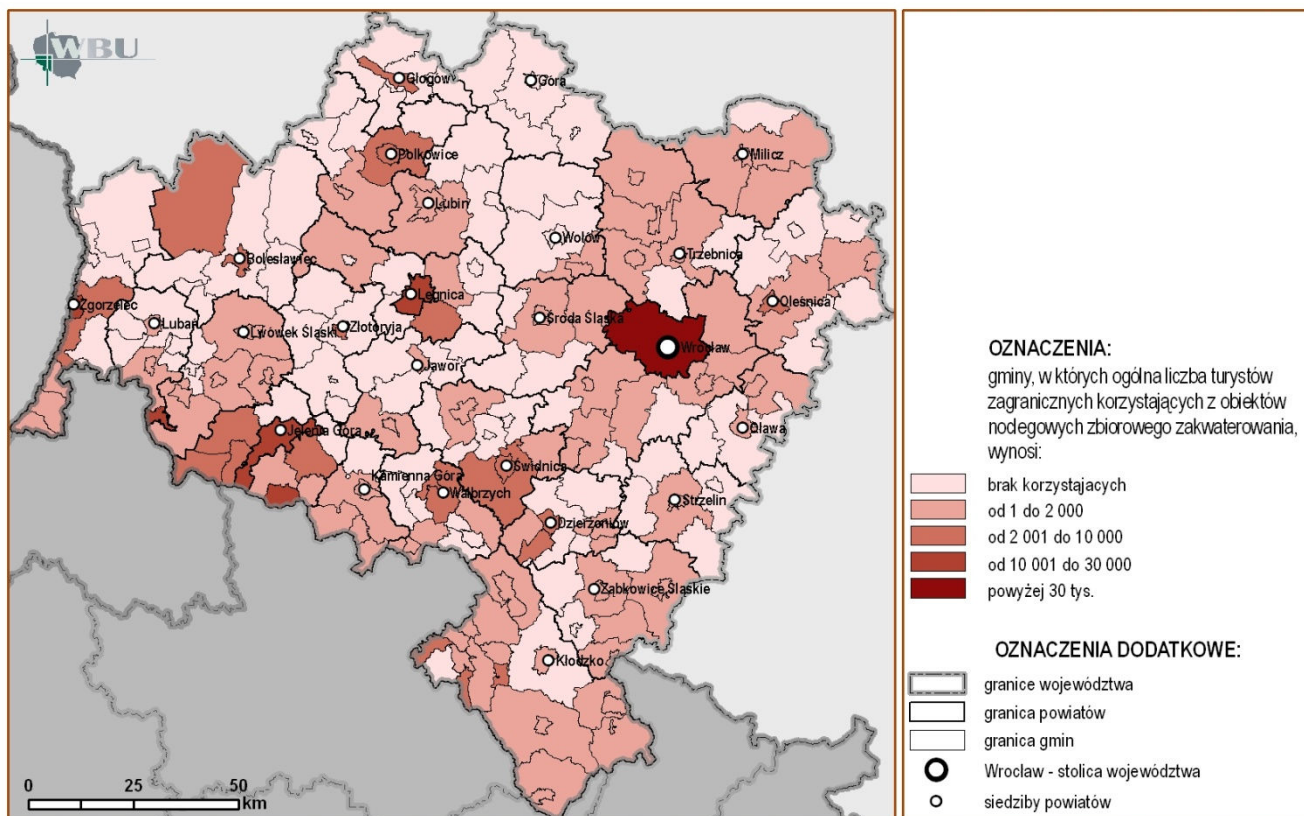 WBU
Głogów
Góra
Polkowice
Milicz
Lubin
Wołów
Trzebnica
Bolesławiec
Zgorzelec
Legnica
Oleśnica
Lubań
Lwówek Śląski
Złotoryja
Środa Śląska
Wrocław
Jawor
Jelenia Góra
Oława
Świdnica
Kamienna Góra
Wałbrzych
Strzelin
Dzierżoniów
Ząbkowice Śląskie
Kłodzko
0 25 50
km
OZNACZENIA:
gminy, w których ogólna liczba turystów
zagranicznych korzystających z obiektów
nodegowych zbiorowego zakwaterowania,
wynosi:
brak korzystajacych
od 1 do 2 000
od 2 001 do 10 000
od 10 001 do 30 000
powyżej 30 tys.
OZNACZENIA DODATKOWE:
granice województwa
granica powiatów
granica gmin
Wrocław - stolica województwa
siedziby powiatów